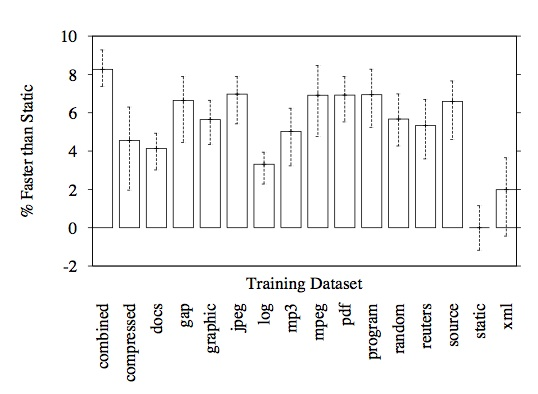 10
8
6
4
2
0
-2
% Faster than Static
Training Dataset
combined
compressed
docs
gap
graphic
jpeg
log
mp3
mpeg
pdf
program
random
reuters
source
static
xml